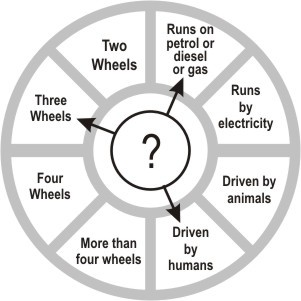 Two
Wheels
Runs on
petrol or
diesel
or gas
Runs
by
electricity
Driven by
animals
Driven
by
humans
More than
four wheels
Four
Wheels
Three
Wheels
?